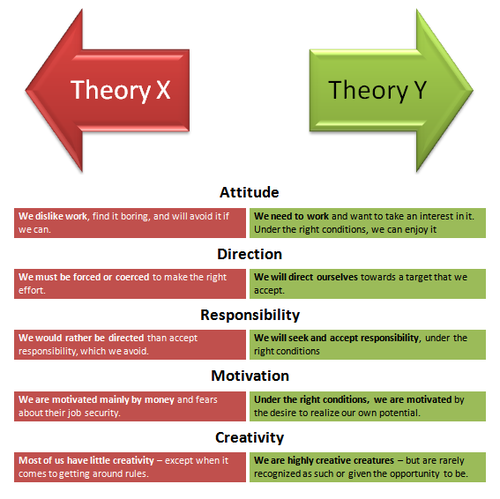 Theory X
Theory Y
Attitude
We dislike work, find it boring, and will avoid it if
we can.
We need to work and want to take an interest in it.
Under the right conditions, we can enjoy it
Direction
We must be forced or coerced to make the right
effort.
We will direct ourselves towards a target that we
accept.
Responsibility
We would rather be directed than accept
responsibility, which we avoid.
We will seek and accept responsibility, under the
right conditions
Motivation
We are motivated mainly by money and fears
about their job security.
Under the right conditions, we are motivated by
the desire to realize our own potential.
Creativity
Most of us have little creativity – except when it
comes to getting around rules.
We are highly creative creatures – but are rarely
recognized as such or given the opportunity to be.